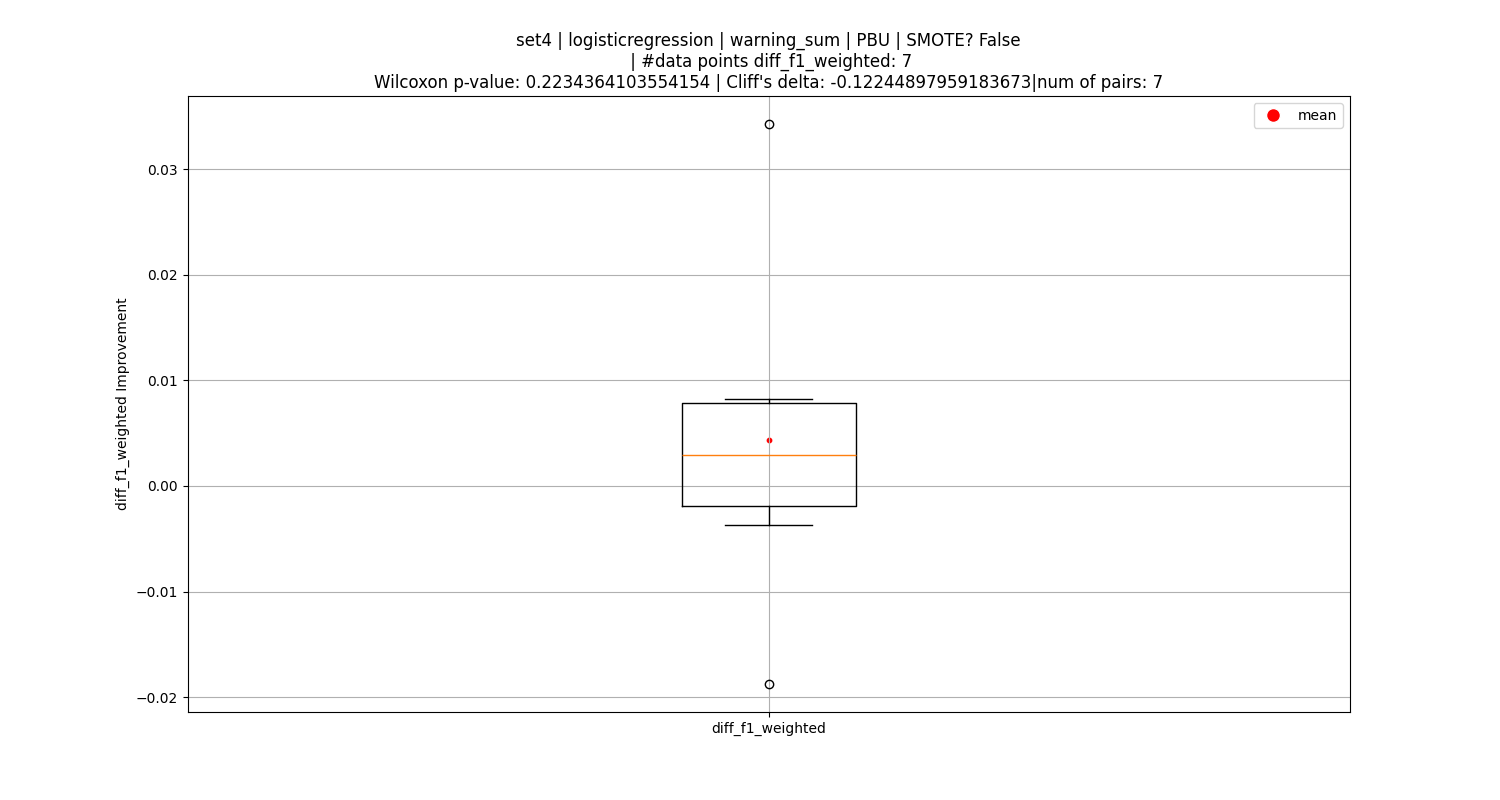 set4 | logisticregression | warning_sum | PBU | SMOTE? False
| #data points diff_f1_weighted: 7
Wilcoxon p-value: 0.2234364103554154 | Cliff's delta: -0.12244897959183673|num of pairs: 7
mean
0.03
0.02
0.01
0.00
−0.01
−0.02
diff_f1_weighted Improvement
diff_f1_weighted